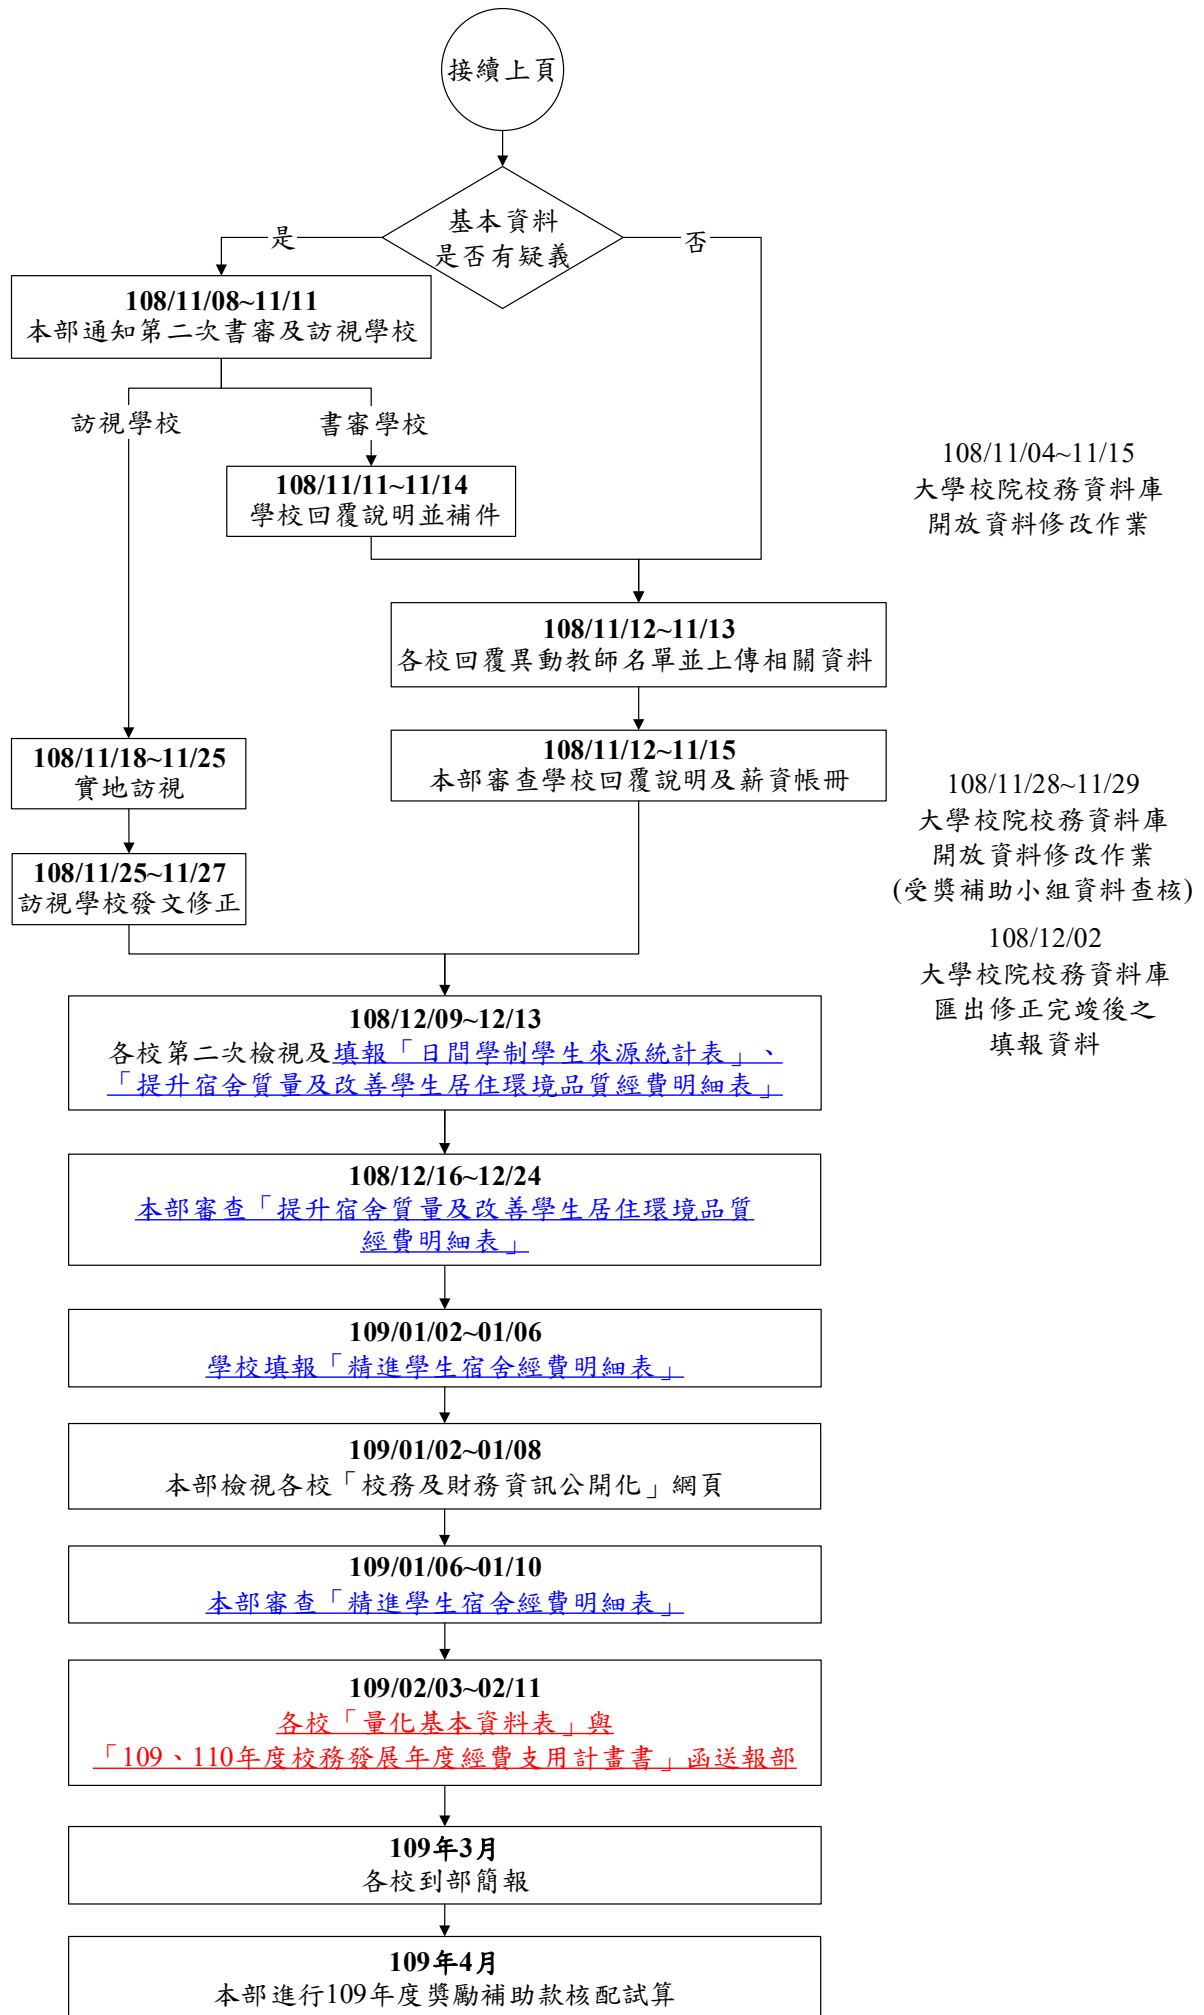 接續上頁
基本資料
是否有疑義
是
否
108/11/08~11/11
本部通知第二次書審及訪視學校
訪視學校
書審學校
108/11/11~11/14
學校回覆說明並補件
108/11/04~11/15
大學校院校務資料庫
開放資料修改作業
108/11/12~11/13
各校回覆異動教師名單並上傳相關資料
108/11/18~11/25
實地訪視
108/11/12~11/15
本部審查學校回覆說明及薪資帳冊
108/11/25~11/27
訪視學校發文修正
108/11/28~11/29
大學校院校務資料庫
開放資料修改作業
(受獎補助小組資料查核)
108/12/02
大學校院校務資料庫
匯出修正完竣後之
填報資料
108/12/09~12/13
各校第二次檢視及填報「日間學制學生來源統計表」、
「提升宿舍質量及改善學生居住環境品質經費明細表」
108/12/16~12/24
本部審查「提升宿舍質量及改善學生居住環境品質
經費明細表」
109/01/02~01/06
學校填報「精進學生宿舍經費明細表」
109/01/02~01/08
本部檢視各校「校務及財務資訊公開化」網頁
109/01/06~01/10
本部審查「精進學生宿舍經費明細表」
109/02/03~02/11
各校「量化基本資料表」與
「109、110年度校務發展年度經費支用計畫書」函送報部
109年3月
各校到部簡報
109年4月
本部進行109年度獎勵補助款核配試算